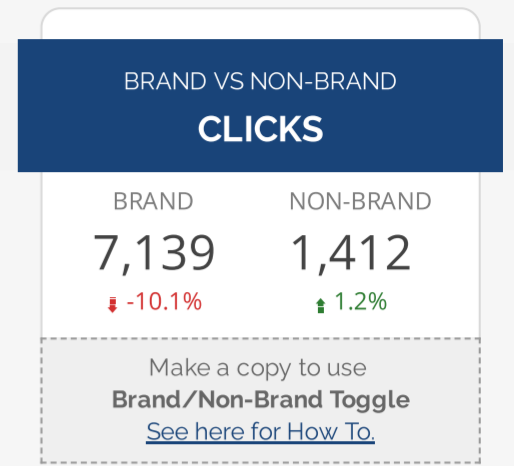 BRAND VS NON-BRAND
CLICKS
BRAND NON-BRAND
7,139 1,412
-10.1% 1.2%
Make a copy to use
Brand/Non-Brand Toggle
See here for How To.